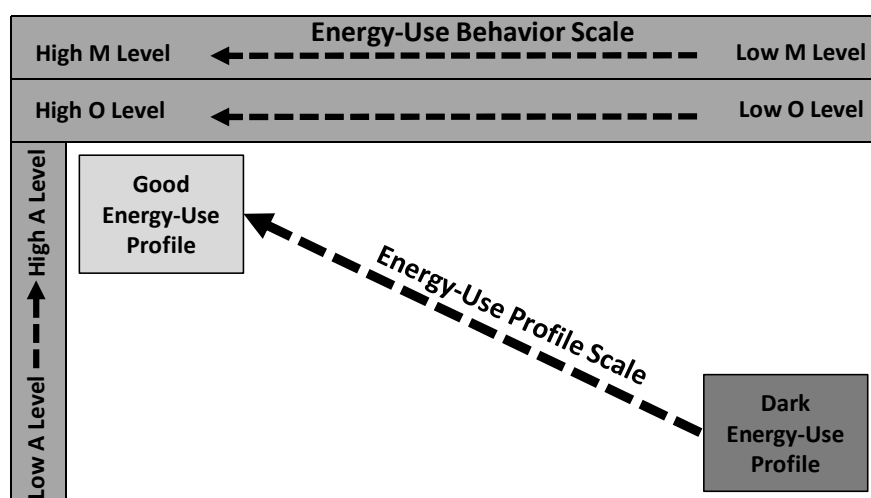 Energy-Use Behavior Scale
High M Level
Low M Level
High O Level
Low O Level
Low A Level
High A Level
Good
Energy-Use
Profile
Energy-Use Profile Scale
Dark
Energy-Use
Profile